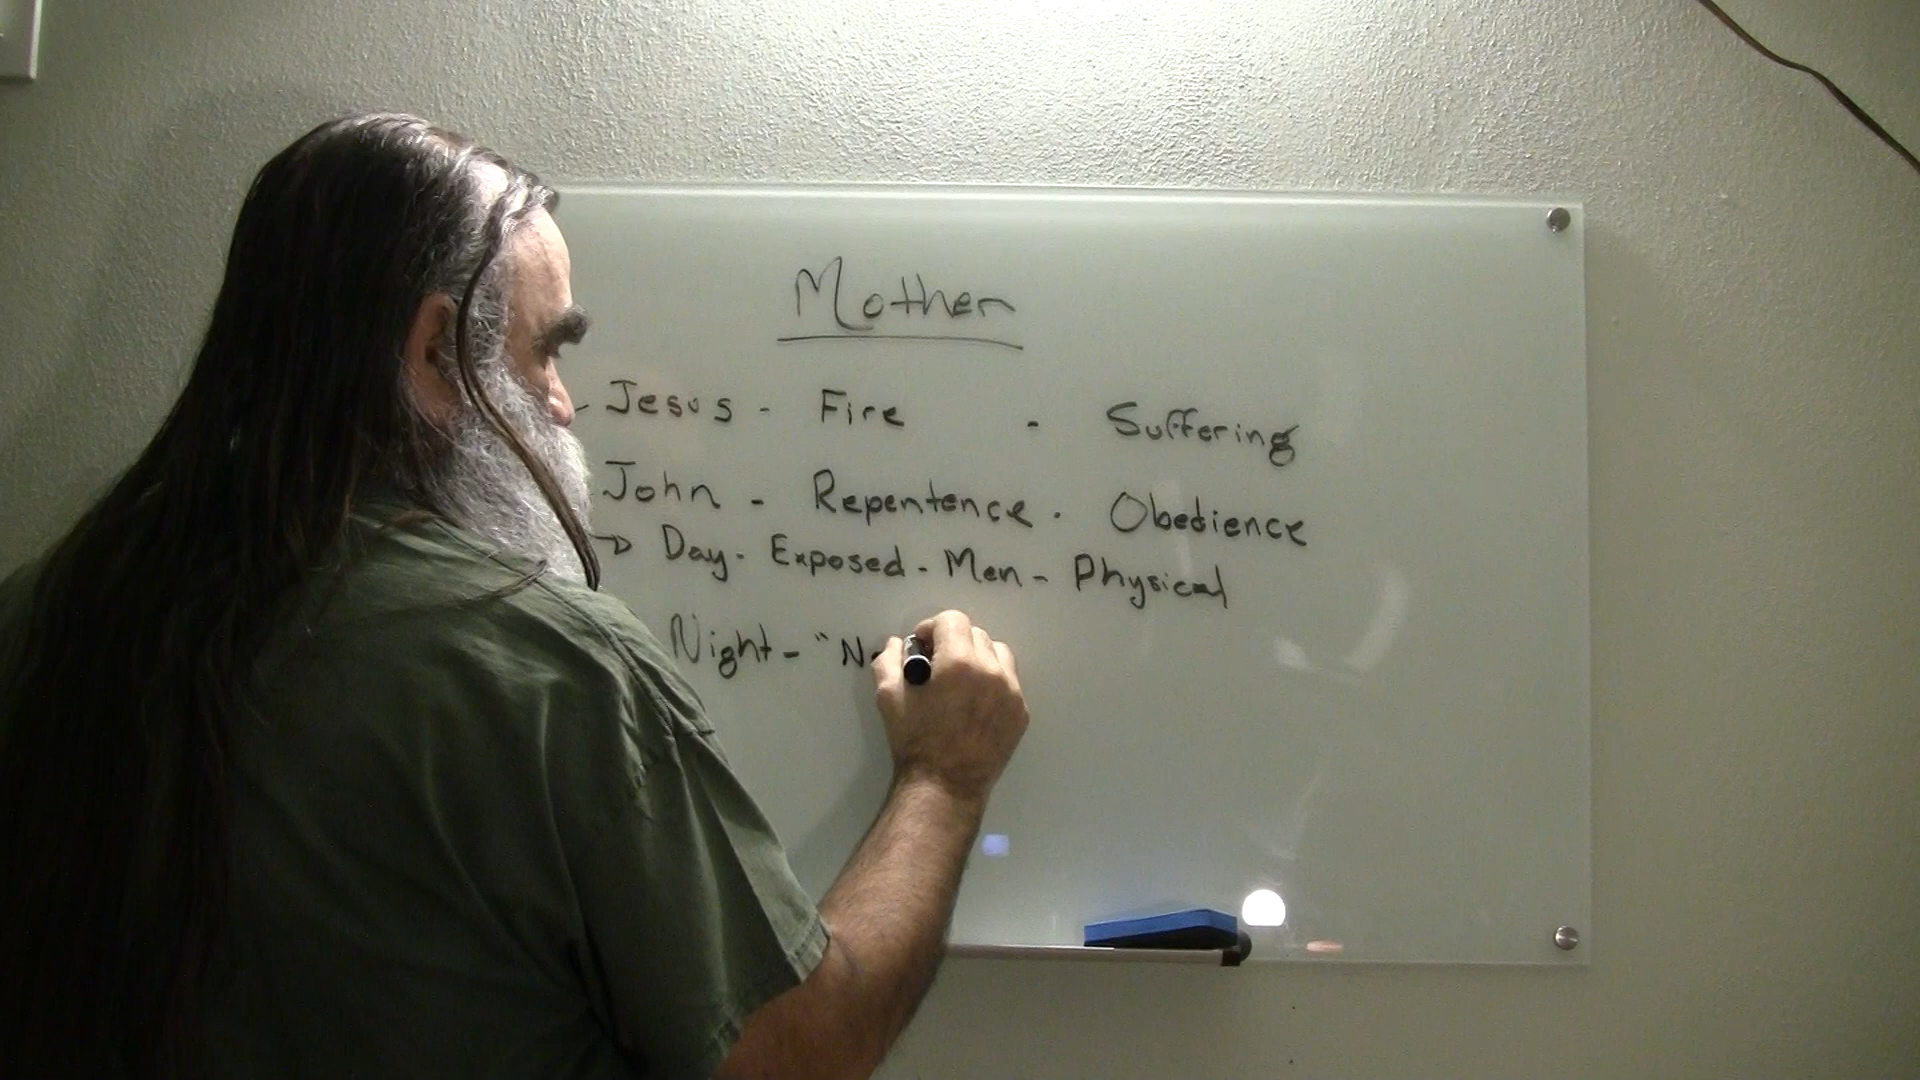 Mother
- Jesus - Fire - Suffering
- John - Repentence - Obedience
→ Day - Exposed - Men - Physical
Night - "